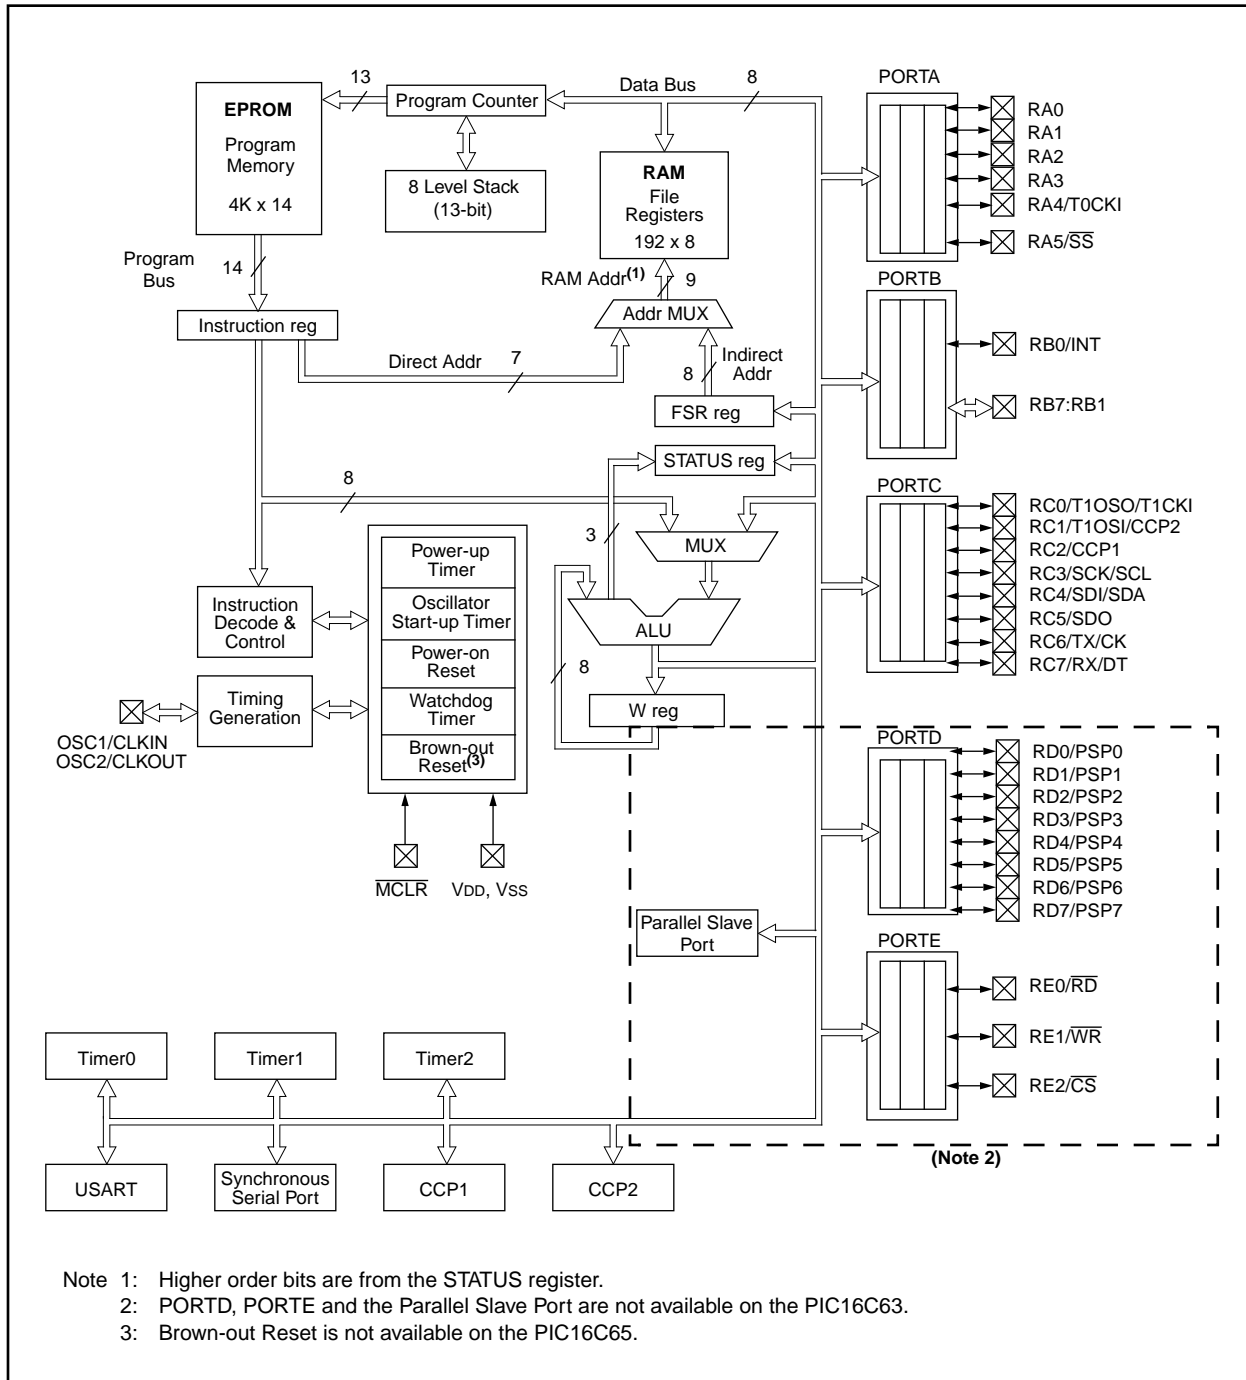 13
Data Bus
8
PORTA
EPROM
Program
Memory
4K x 14
Program Counter
8 Level Stack
(13-bit)
RAM
File
Registers
192 x 8
RA0
RA1
RA2
RA3
RA4/T0CKI
RA5/SS
Program
Bus
14
RAM Addr(1)
9
PORTB
Instruction reg
Addr MUX
Direct Addr
7
8
Indirect
Addr
RB0/INT
RB7:RB1
FSR reg
STATUS reg
8
3
MUX
ALU
8
W reg
PORTC
RC0/T1OSO/T1CKI
RC1/T1OSI/CCP2
RC2/CCP1
RC3/SCK/SCL
RC4/SDI/SDA
RC5/SDO
RC6/TX/CK
RC7/RX/DT
Instruction
Decode &
Control
Timing
Generation
OSC1/CLKIN
OSC2/CLKOUT
Power-up
Timer
Oscillator
Start-up Timer
Power-on
Reset
Watchdog
Timer
Brown-out
Reset(3)
MCLR
VDD, VSS
PORTD
RD0/PSP0
RD1/PSP1
RD2/PSP2
RD3/PSP3
RD4/PSP4
RD5/PSP5
RD6/PSP6
RD7/PSP7
Parallel Slave
Port
PORTE
RE0/RD
RE1/WR
RE2/CS
(Note 2)
Timer0
Timer1
Timer2
USART
Synchronous
Serial Port
CCP1
CCP2
Note 1: Higher order bits are from the STATUS register.
2: PORTD, PORTE and the Parallel Slave Port are not available on the PIC16C63.
3: Brown-out Reset is not available on the PIC16C65.